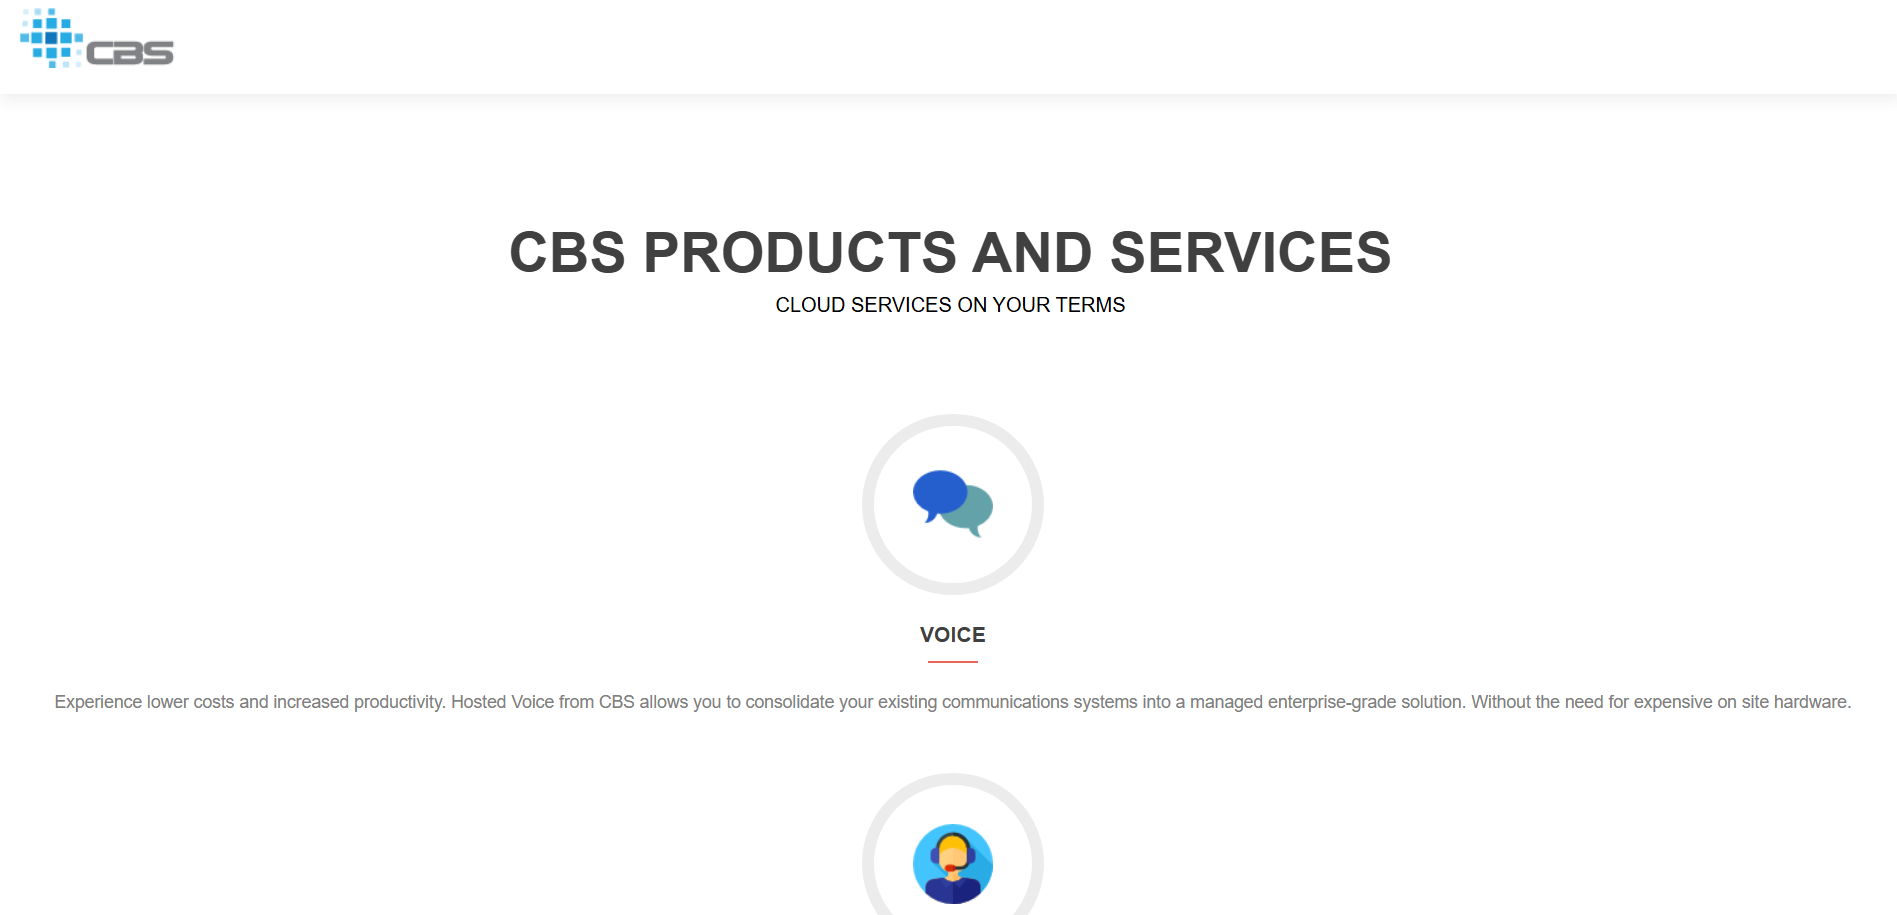 CBS
CBS PRODUCTS AND SERVICES
CLOUD SERVICES ON YOUR TERMS
VOICE
Experience lower costs and increased productivity. Hosted Voice from CBS allows you to consolidate your existing communications systems into a managed enterprise-grade solution. Without the need for expensive on site hardware.